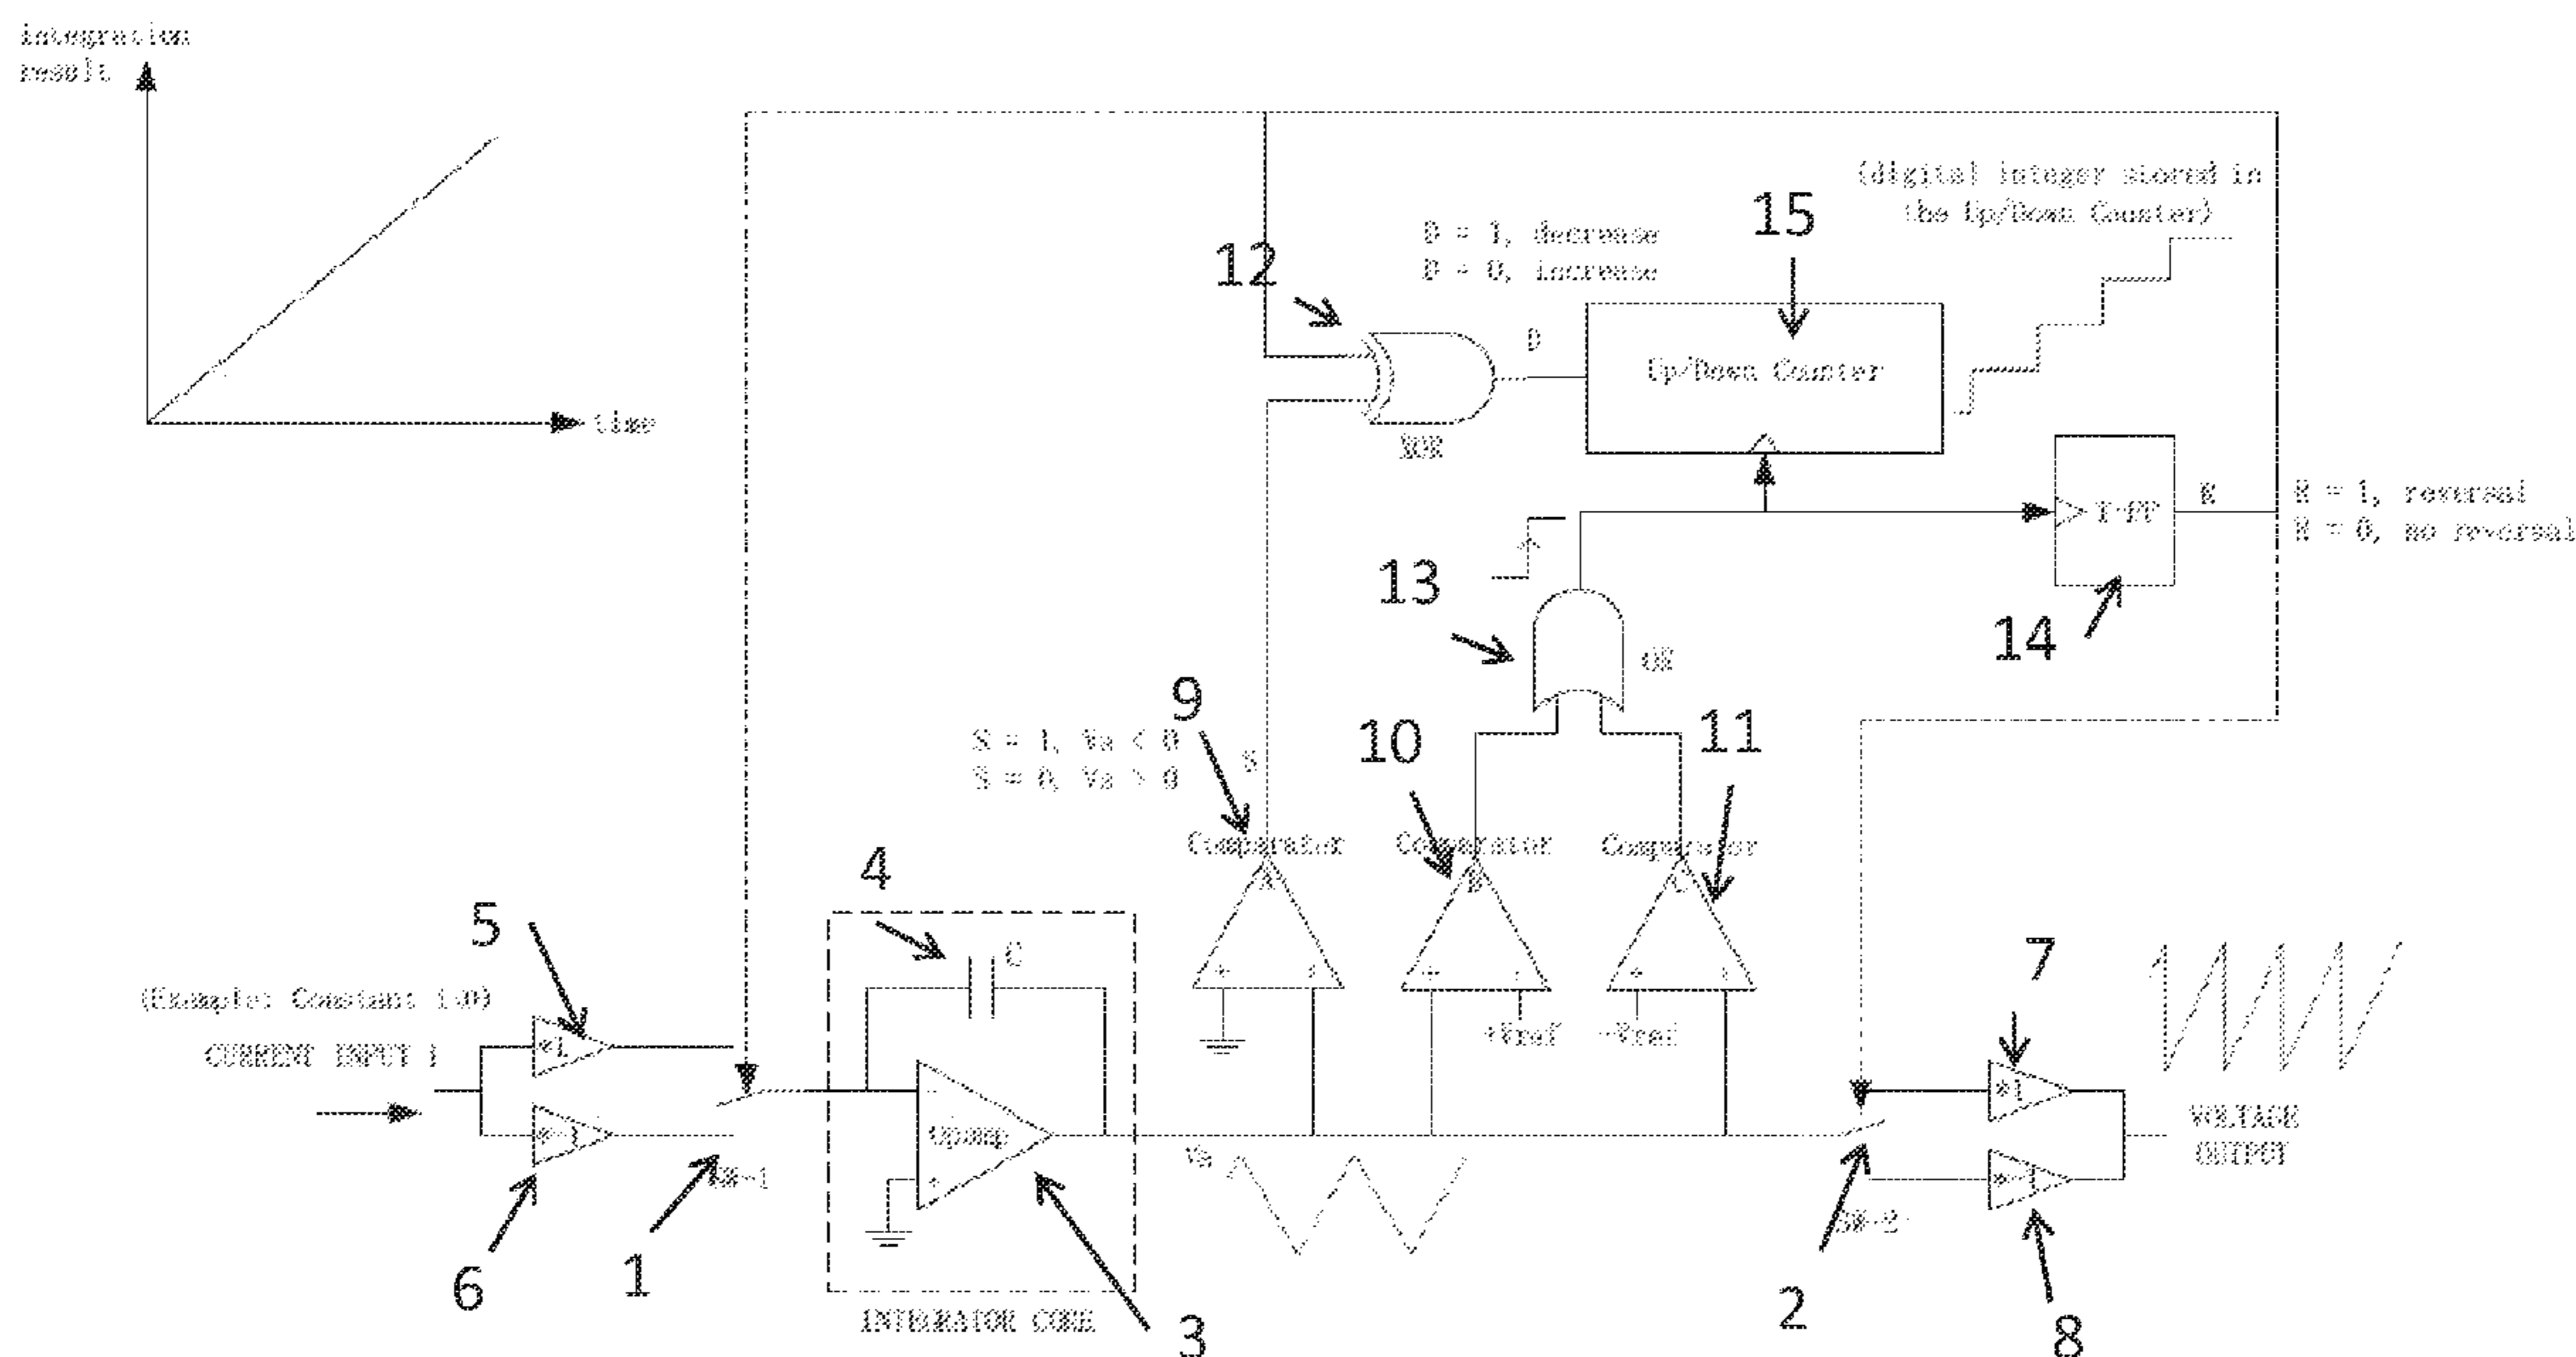 integration
result
time
(digital integer stored in
the Up/Down Counter)
15
D = 1, decrease
D = 0, increase
12
D
Up/Down Counter
XOR
R
R = 1, reversal
R = 0, no reversal
T-FF
13
14
OR
9
10
11
S = 1, Va < 0
S = 0, Va > 0
S
Comparator
Comparator
Comparator
A
B
C
4
5
C
7
(Example: Constant i>0)
CURRENT INPUT i
+Vref
-Vref
*1
*-1
*1
*-1
Opamp
Va
VOLTAGE
OUTPUT
SW-1
SW-2
6
1
INTEGRATOR CORE
3
2
8